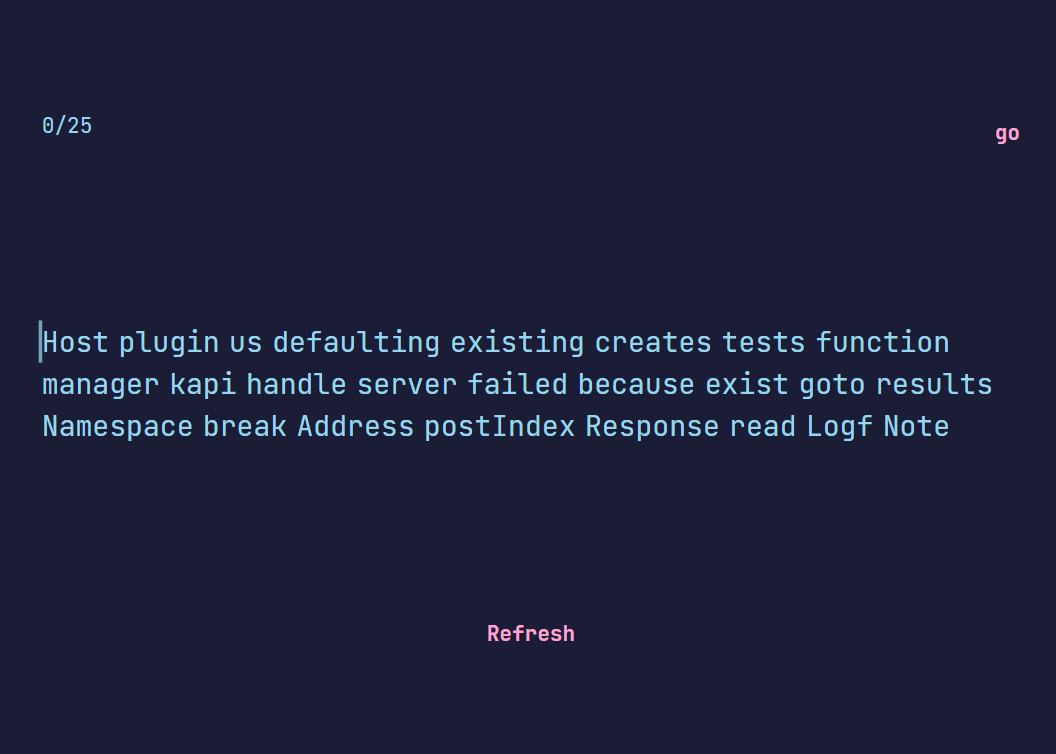 0/25
go
Host plugin us defaulting existing creates tests function
manager kapi handle server failed because exist goto results
Namespace break Address postIndex Response read Logf Note
Refresh